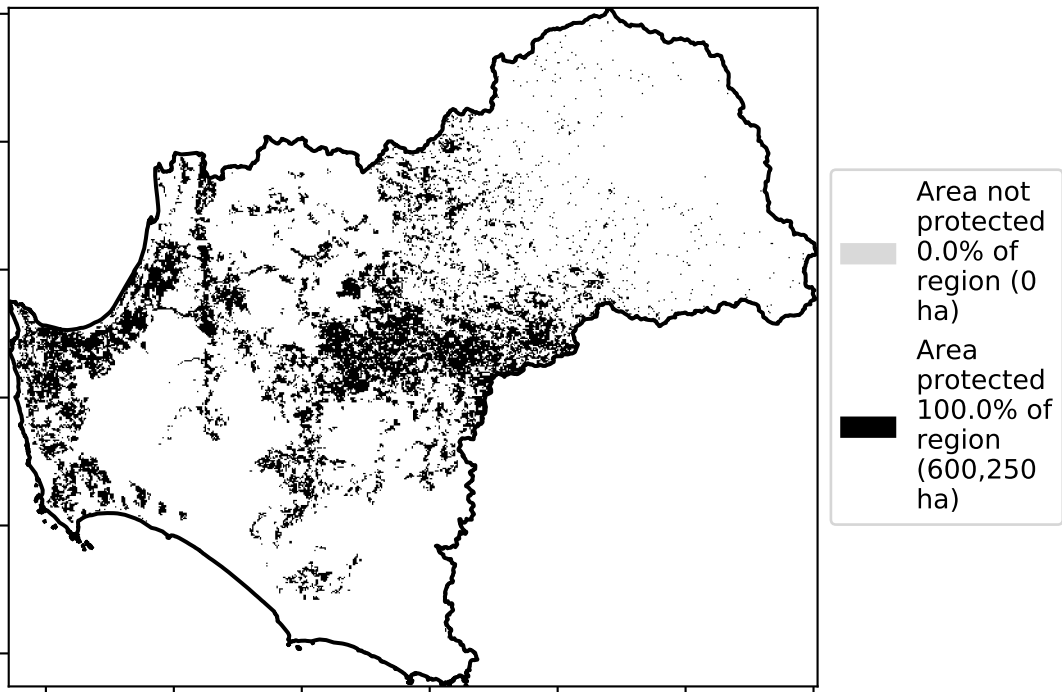 Area not
protected
0.0% of
region (0
ha)
Area
protected
100.0% of
region
(600,250
ha)